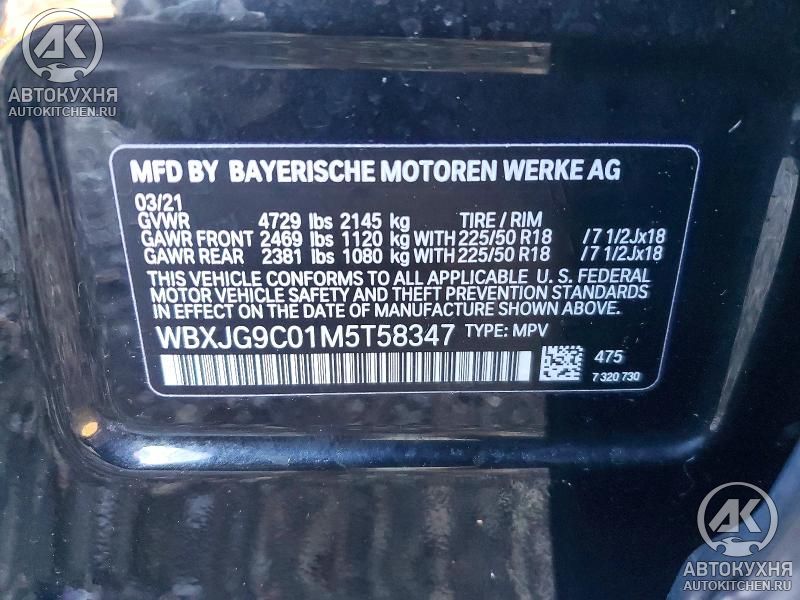 AK
АВТОКУХНЯ
AUTOKITCHEN.RU
MFD BY BAYERISCHE MOTOREN WERKE AG
03/21
GVWR 4729 lbs 2145 kg TIRE / RIM
GAWR FRONT 2469 lbs 1120 kg WITH 225/50 R18 /7 1/2Jx18
GAWR REAR 2381 lbs 1080 kg WITH 225/50 R18 /7 1/2Jx18
THIS VEHICLE CONFORMS TO ALL APPLICABLE U. S. FEDERAL
MOTOR VEHICLE SAFETY AND THEFT PREVENTION STANDARDS
IN EFFECT ON THE DATE OF MANUFACTURE SHOWN ABOVE.
WBXJG9C01M5T58347 TYPE: MPV
475
7 320 730
AK
АВТОКУХНЯ
AUTOKITCHEN.RU